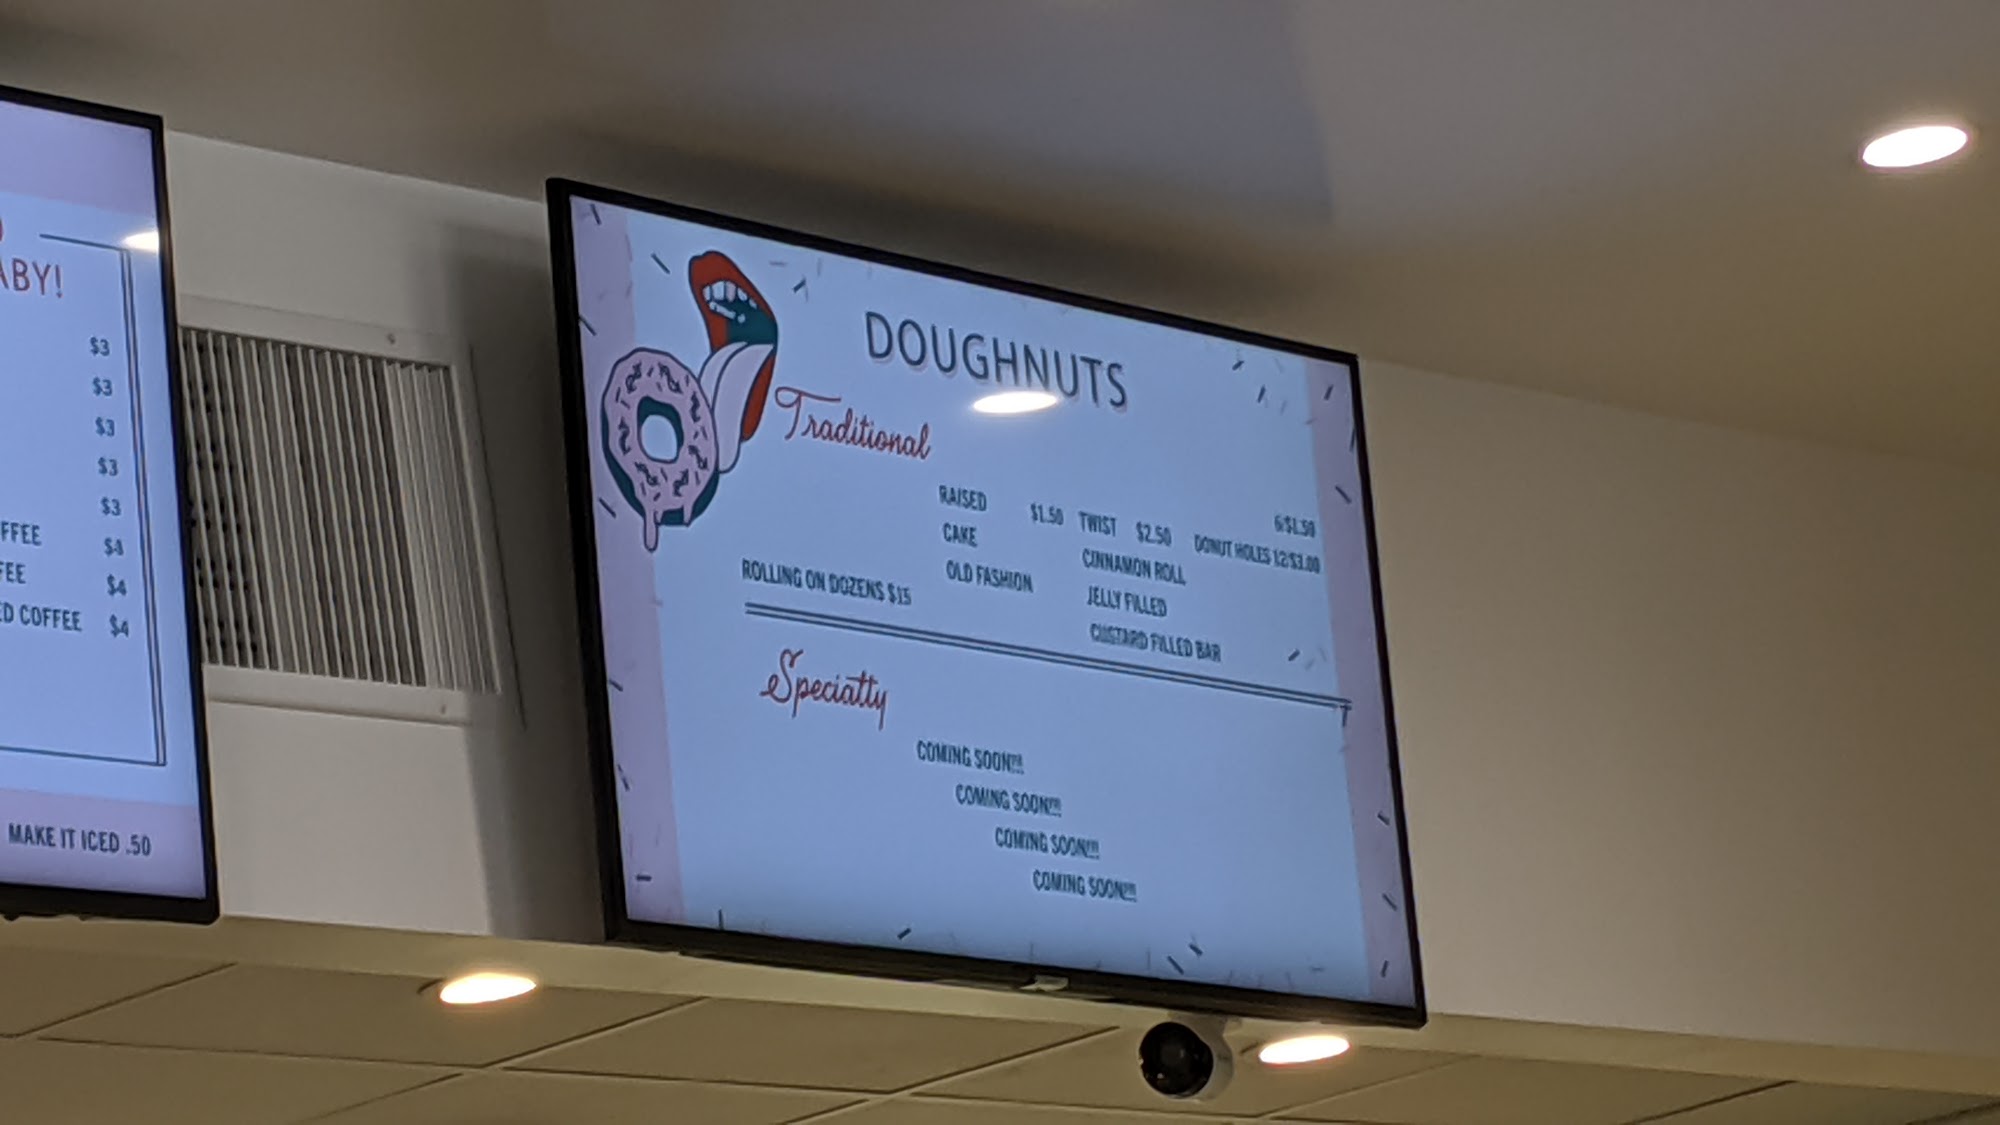 ABY!
$3
$3
$3
$3
$3
FFEE $4
FEE $4
ED COFFEE $4
MAKE IT ICED .50
DOUGHNUTS
Traditional
RAISED $1.50
CAKE
OLD FASHION
TWIST $2.50
CINNAMON ROLL
JELLY FILLED
CUSTARD FILLED BAR
6/$1.50
DONUT HOLES 12/$3.00
ROLLING ON DOZENS $15
Specialty
COMING SOON!!!
COMING SOON!!!
COMING SOON!!!
COMING SOON!!!